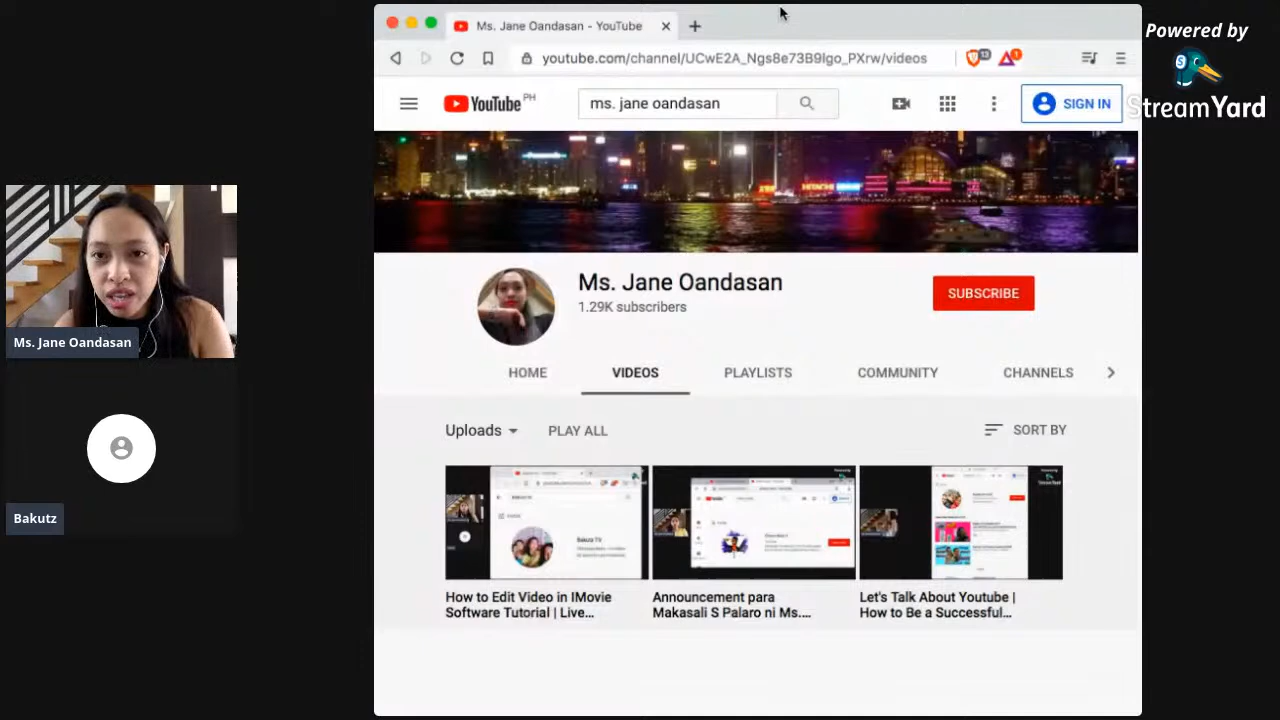 Ms. Jane Oandasan - YouTube
Powered by
StreamYard
youtube.com/channel/UCwE2A_Ngs8e73B9lgo_PXrw/videos
13
1
YouTube PH
ms. jane oandasan
SIGN IN
HITACHI
Ms. Jane Oandasan
1.29K subscribers
SUBSCRIBE
Ms. Jane Oandasan
HOME
VIDEOS
PLAYLISTS
COMMUNITY
CHANNELS
Uploads
PLAY ALL
SORT BY
Bakutz
How to Edit Video in IMovie
Software Tutorial | Live...
Announcement para
Makasali S Palaro ni Ms....
Let's Talk About Youtube |
How to Be a Successful...